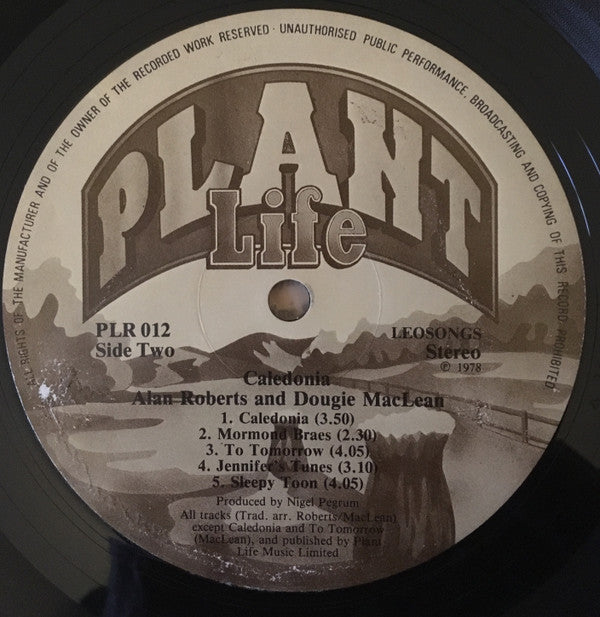 ALL RIGHTS OF THE MANUFACTURER AND OF THE OWNER OF THE RECORDED WORK RESERVED · UNAUTHORISED PUBLIC PERFORMANCE, BROADCASTING AND COPYING OF THIS RECORD PROHIBITED
PLANT
Life
PLR 012
Side Two
LEOSONGS
Stereo
℗ 1978
Caledonia
Alan Roberts and Dougie MacLean
1. Caledonia (3.50)
2. Mormond Braes (2.30)
3. To Tomorrow (4.05)
4. Jennifer's Tunes (3.10)
5. Sleepy Toon (4.05)
Produced by Nigel Pegrum
All tracks (Trad. arr. Roberts/MacLean)
except Caledonia and To Tomorrow
(MacLean), and published by Plant
Life Music Limited